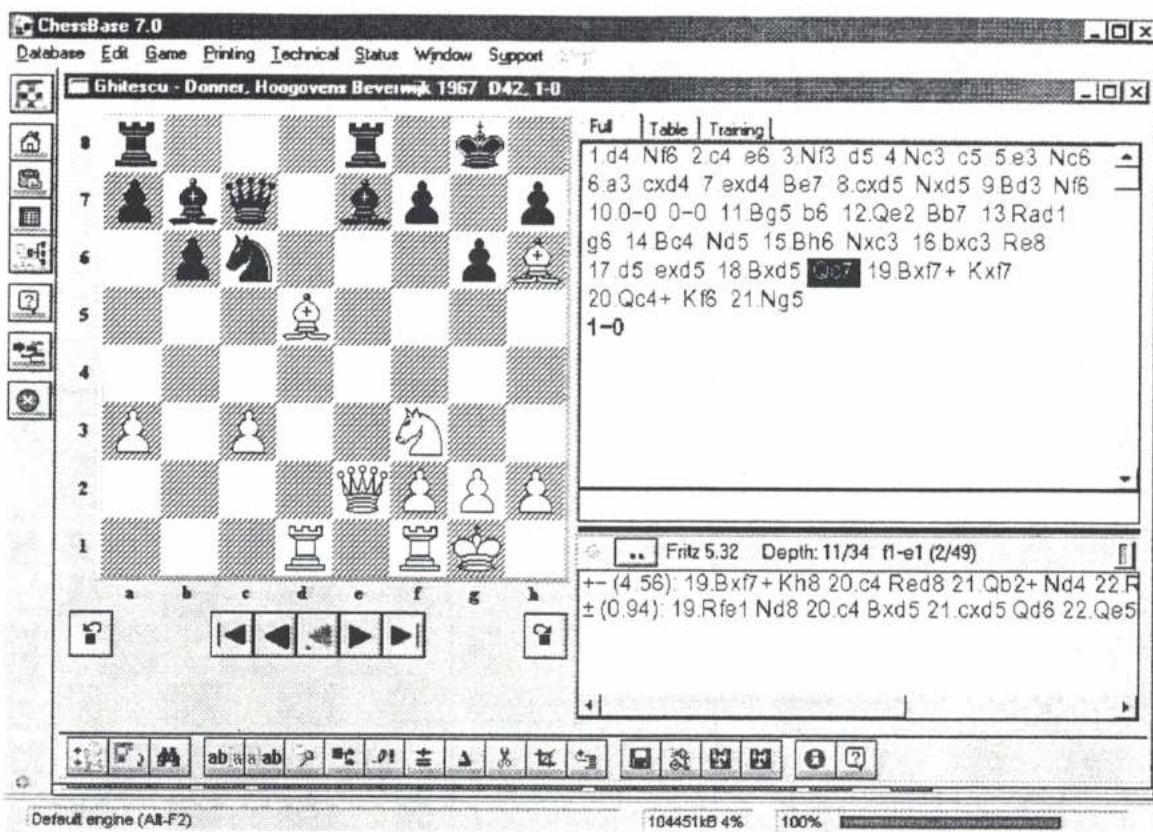 ChessBase 7.0
Database Edit Game Printing Technical Status Window Support
Ghitescu - Donner, Hoogovens Beverwijk 1967 D42, 1-0
8
7
6
5
4
3
2
1
a b c d e f g h
Full Table Training
1.d4 Nf6 2.c4 e6 3.Nf3 d5 4.Nc3 c5 5.e3 Nc6
6.a3 cxd4 7.exd4 Be7 8.cxd5 Nxd5 9.Bd3 Nf6
10.0-0 0-0 11.Bg5 b6 12.Qe2 Bb7 13.Rad1
g6 14.Bc4 Nd5 15.Bh6 Nxc3 16.bxc3 Re8
17.d5 exd5 18.Bxd5 Qc7 19.Bxf7+ Kxf7
20.Qc4+ Kf6 21.Ng5
1-0
.. Fritz 5.32 Depth: 11/34 f1-e1 (2/49)
+- (4.56): 19.Bxf7+ Kh8 20.c4 Red8 21.Qb2+ Nd4 22.R
± (0.94): 19.Rfe1 Nd8 20.c4 Bxd5 21.cxd5 Qd6 22.Qe5
Default engine (Alt-F2) 104451kB 4% 100%